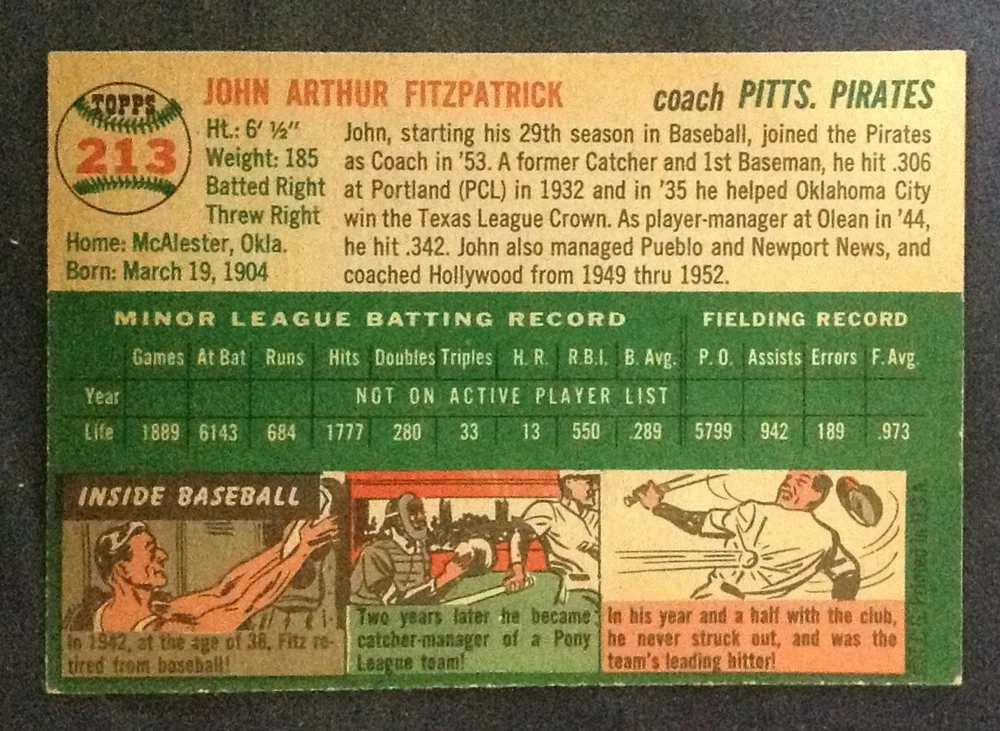 TOPPS
213
JOHN ARTHUR FITZPATRICK
coach PITTS. PIRATES
Ht.: 6' ½"
Weight: 185
Batted Right
Threw Right
Home: McAlester, Okla.
Born: March 19, 1904
John, starting his 29th season in Baseball, joined the Pirates
as Coach in '53. A former Catcher and 1st Baseman, he hit .306
at Portland (PCL) in 1932 and in '35 he helped Oklahoma City
win the Texas League Crown. As player-manager at Olean in '44,
he hit .342. John also managed Pueblo and Newport News, and
coached Hollywood from 1949 thru 1952.
MINOR LEAGUE BATTING RECORD FIELDING RECORD
Games At Bat Runs Hits Doubles Triples H. R. R.B.I. B. Avg. P. O. Assists Errors F. Avg.
Year NOT ON ACTIVE PLAYER LIST
Life 1889 6143 684 1777 280 33 13 550 .289 5799 942 189 .973
INSIDE BASEBALL
In 1942, at the age of 38, Fitz re-
tired from baseball!
Two years later he became
catcher-manager of a Pony
League team!
In his year and a half with the club,
he never struck out, and was the
team's leading hitter!
Printed in U.S.A.